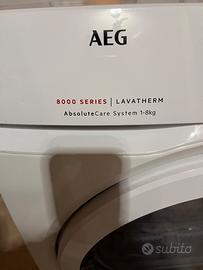 AEG
8000 SERIES | LAVATHERM
AbsoluteCare System 1-8kg
subito